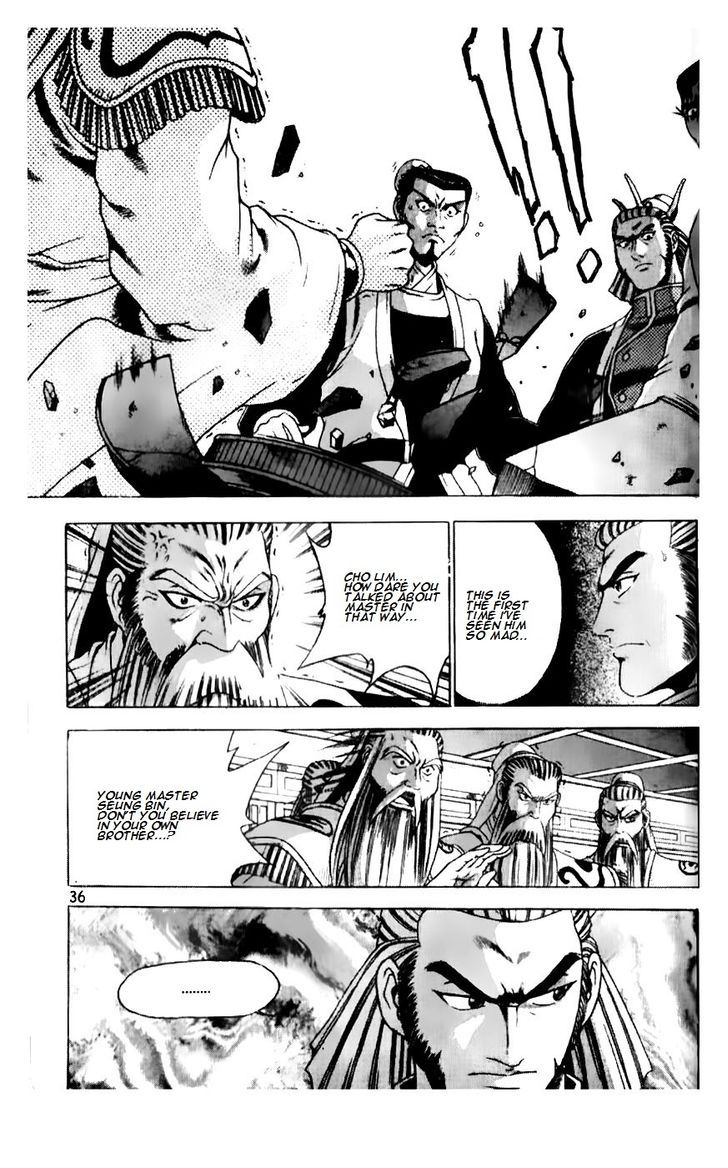 THIS IS
THE FIRST
TIME I'VE
SEEN HIM
SO MAD...
CHO LIM...
HOW DARE YOU
TALKED ABOUT
MASTER IN
THAT WAY...
YOUNG MASTER
SEUNG BIN,
DON'T YOU BELIEVE
IN YOUR OWN
BROTHER...?
36
.........